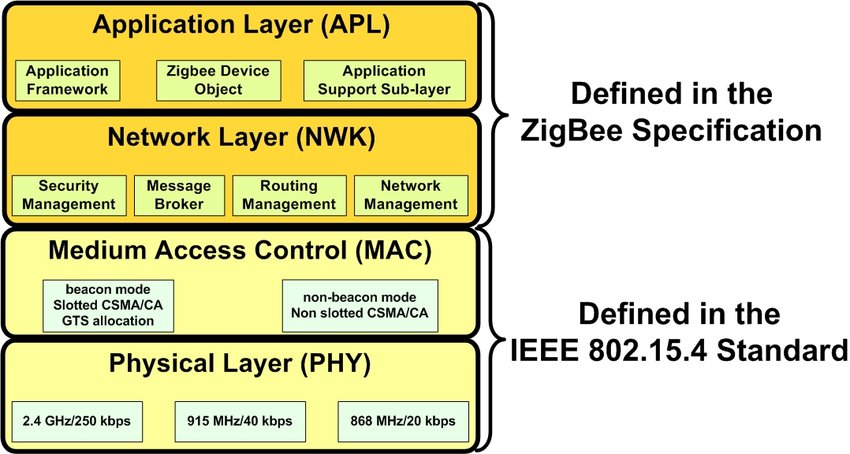 Application Layer (APL)
Application
Framework
Zigbee Device
Object
Application
Support Sub-layer
Network Layer (NWK)
Security
Management
Message
Broker
Routing
Management
Network
Management
Defined in the
ZigBee Specification
Medium Access Control (MAC)
beacon mode
Slotted CSMA/CA
GTS allocation
non-beacon mode
Non slotted CSMA/CA
Physical Layer (PHY)
2.4 GHz/250 kbps
915 MHz/40 kbps
868 MHz/20 kbps
Defined in the
IEEE 802.15.4 Standard